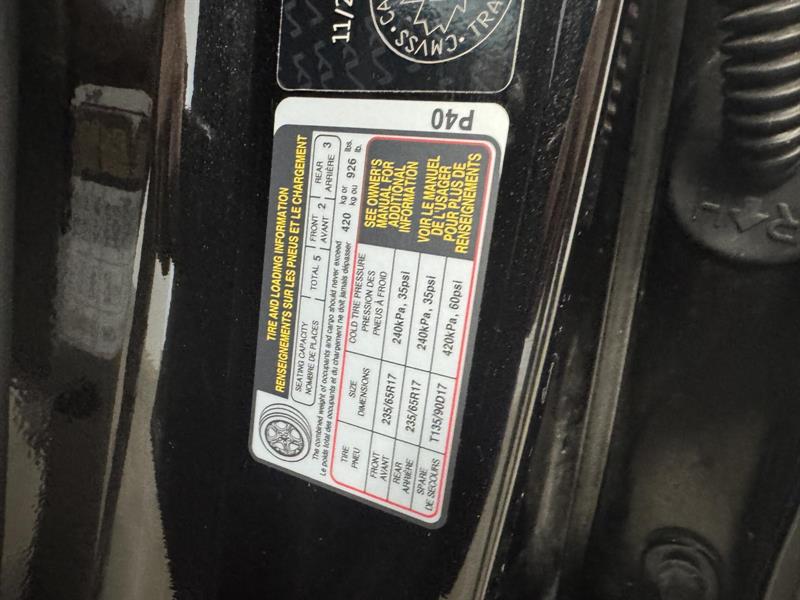 11/2
CMVSS
TRA
P40
TIRE AND LOADING INFORMATION
RENSEIGNEMENTS SUR LES PNEUS ET LE CHARGEMENT
SEATING CAPACITY
NOMBRE DE PLACES
TOTAL 5
FRONT
AVANT 2
REAR
ARRIÈRE 3
The combined weight of occupants and cargo should never exceed
Le poids total des occupants et du chargement ne doit jamais dépasser
420 kg or 926 lbs.
kg ou lb.
TIRE
PNEU
SIZE
DIMENSIONS
COLD TIRE PRESSURE
PRESSION DES
PNEUS À FROID
FRONT
AVANT
235/65R17
240kPa, 35psi
REAR
ARRIÈRE
235/65R17
240kPa, 35psi
SPARE
DE SECOURS
T135/90D17
420kPa, 60psi
SEE OWNER'S
MANUAL FOR
ADDITIONAL
INFORMATION
VOIR LE MANUEL
DE L'USAGER
POUR PLUS DE
RENSEIGNEMENTS